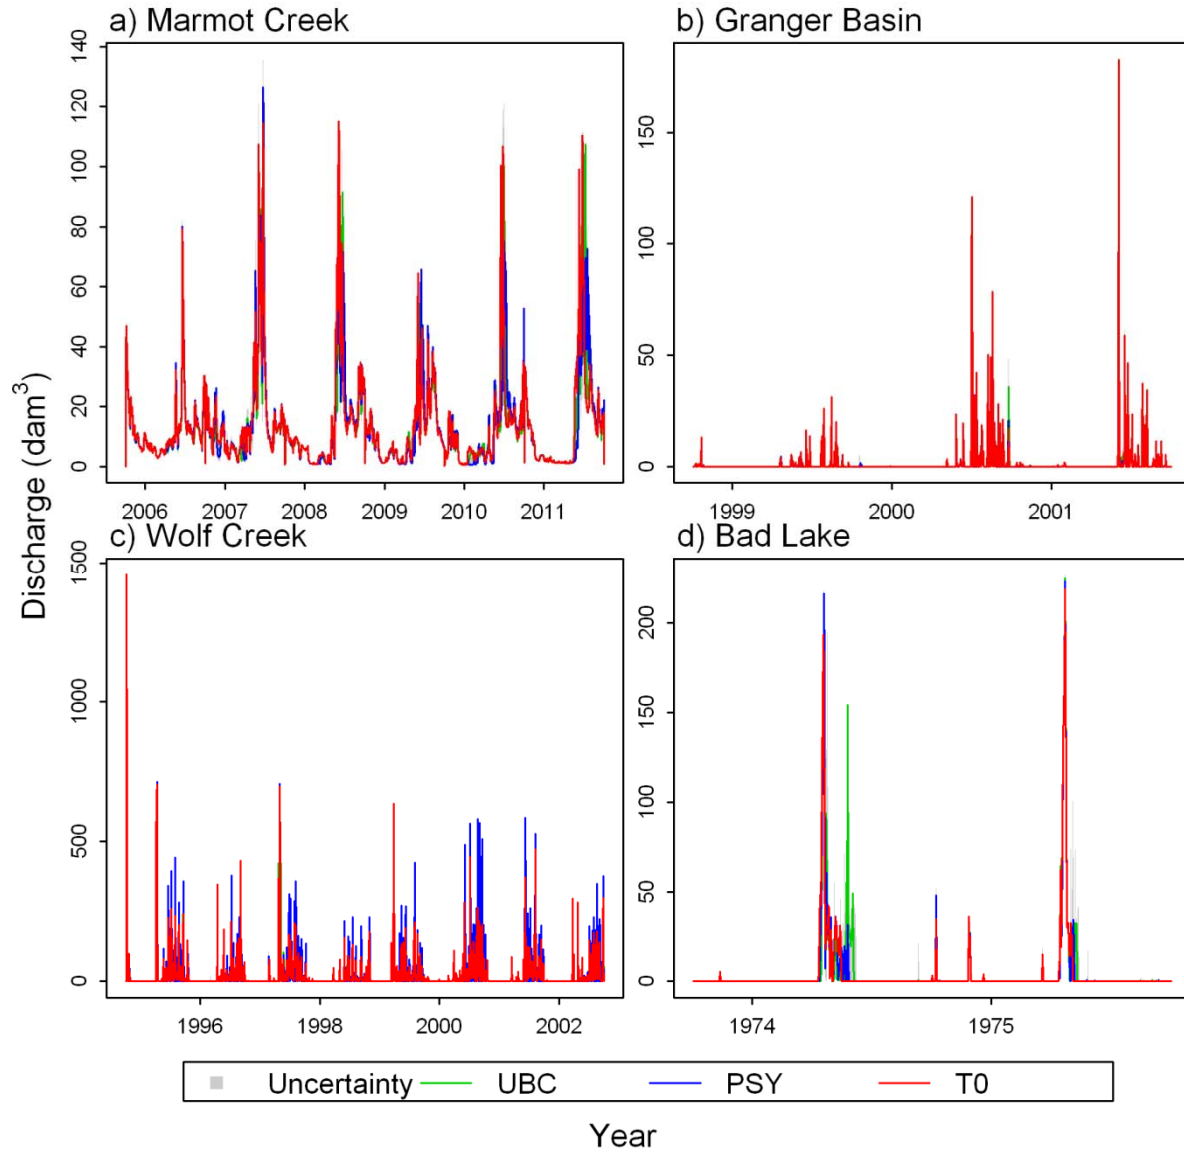 a) Marmot Creek
b) Granger Basin
140
120
100
80
60
40
20
0
150
100
50
0
2006 2007 2008 2009 2010 2011
1999 2000 2001
c) Wolf Creek
d) Bad Lake
Discharge (dam³)
1500
1000
500
0
200
150
100
50
0
1996 1998 2000 2002
1974 1975
Uncertainty UBC PSY T0
Year